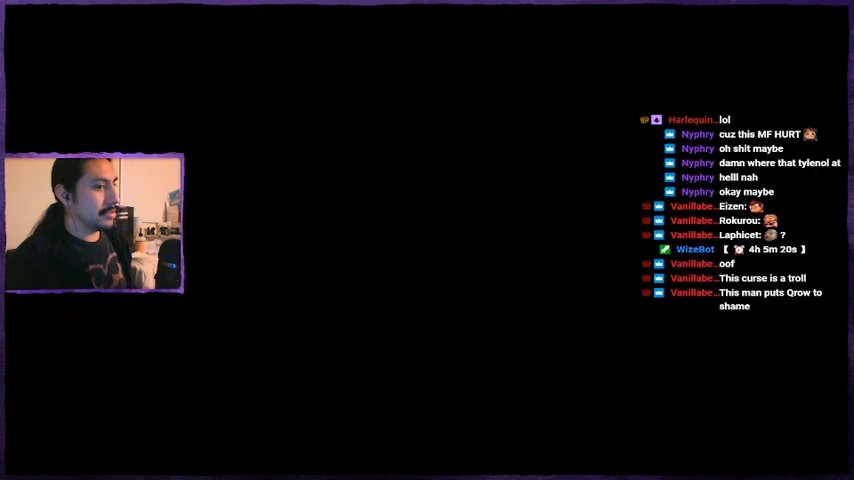 Harlequin..lol
Nyphry cuz this MF HURT
Nyphry oh shit maybe
Nyphry damn where that tylenol at
Nyphry helll nah
Nyphry okay maybe
Vanillabe..Eizen:
Vanillabe..Rokurou:
Vanillabe..Laphicet: ?
WizeBot 【 4h 5m 20s 】
Vanillabe..oof
Vanillabe..This curse is a troll
Vanillabe..This man puts Qrow to
shame